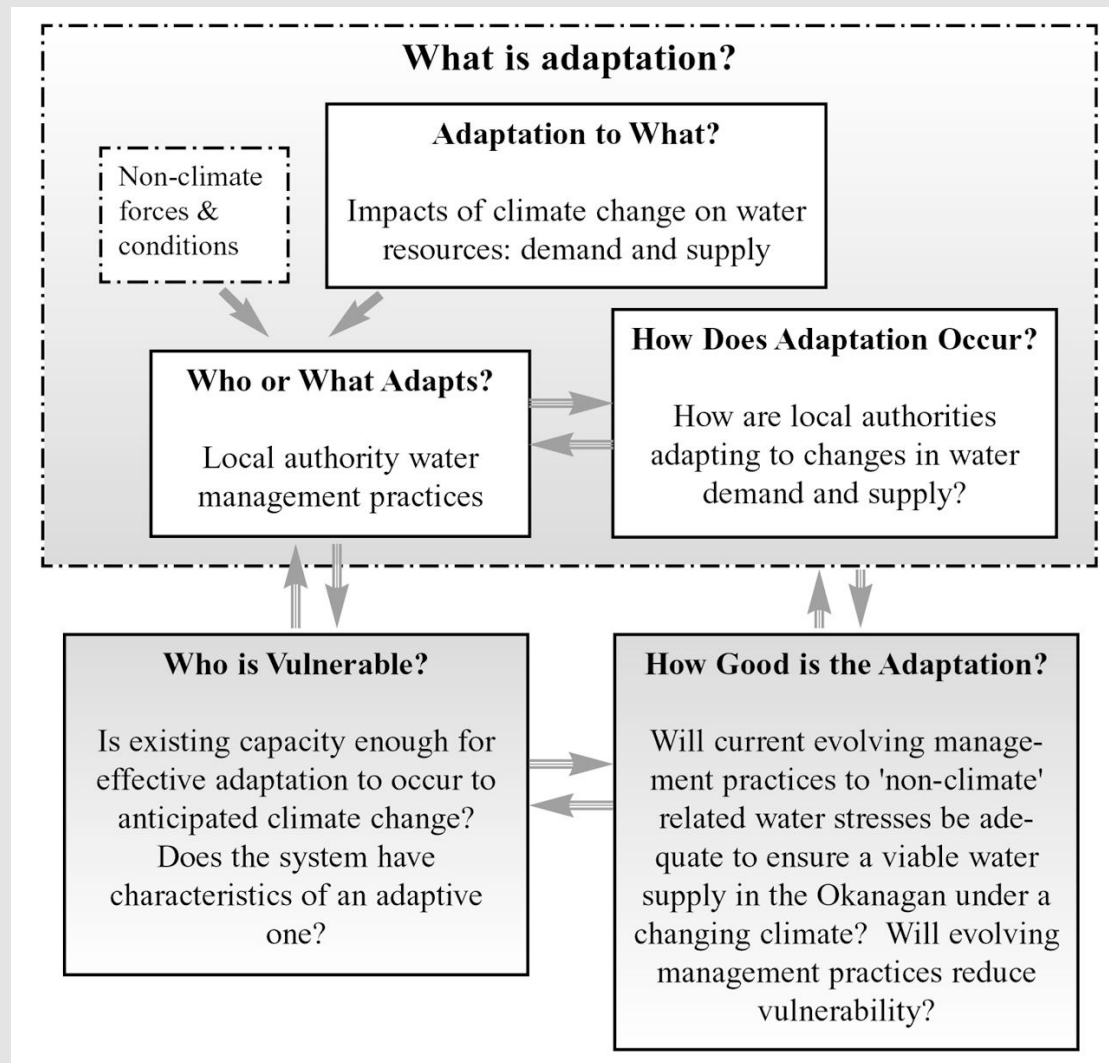 What is adaptation?
Adaptation to What?
Impacts of climate change on water
resources: demand and supply
Non-climate
forces &
conditions
Who or What Adapts?
Local authority water
management practices
How Does Adaptation Occur?
How are local authorities
adapting to changes in water
demand and supply?
Who is Vulnerable?
Is existing capacity enough for
effective adaptation to occur to
anticipated climate change?
Does the system have
characteristics of an adaptive
one?
How Good is the Adaptation?
Will current evolving manage-
ment practices to 'non-climate'
related water stresses be ade-
quate to ensure a viable water
supply in the Okanagan under a
changing climate?  Will evolving
management practices reduce
vulnerability?